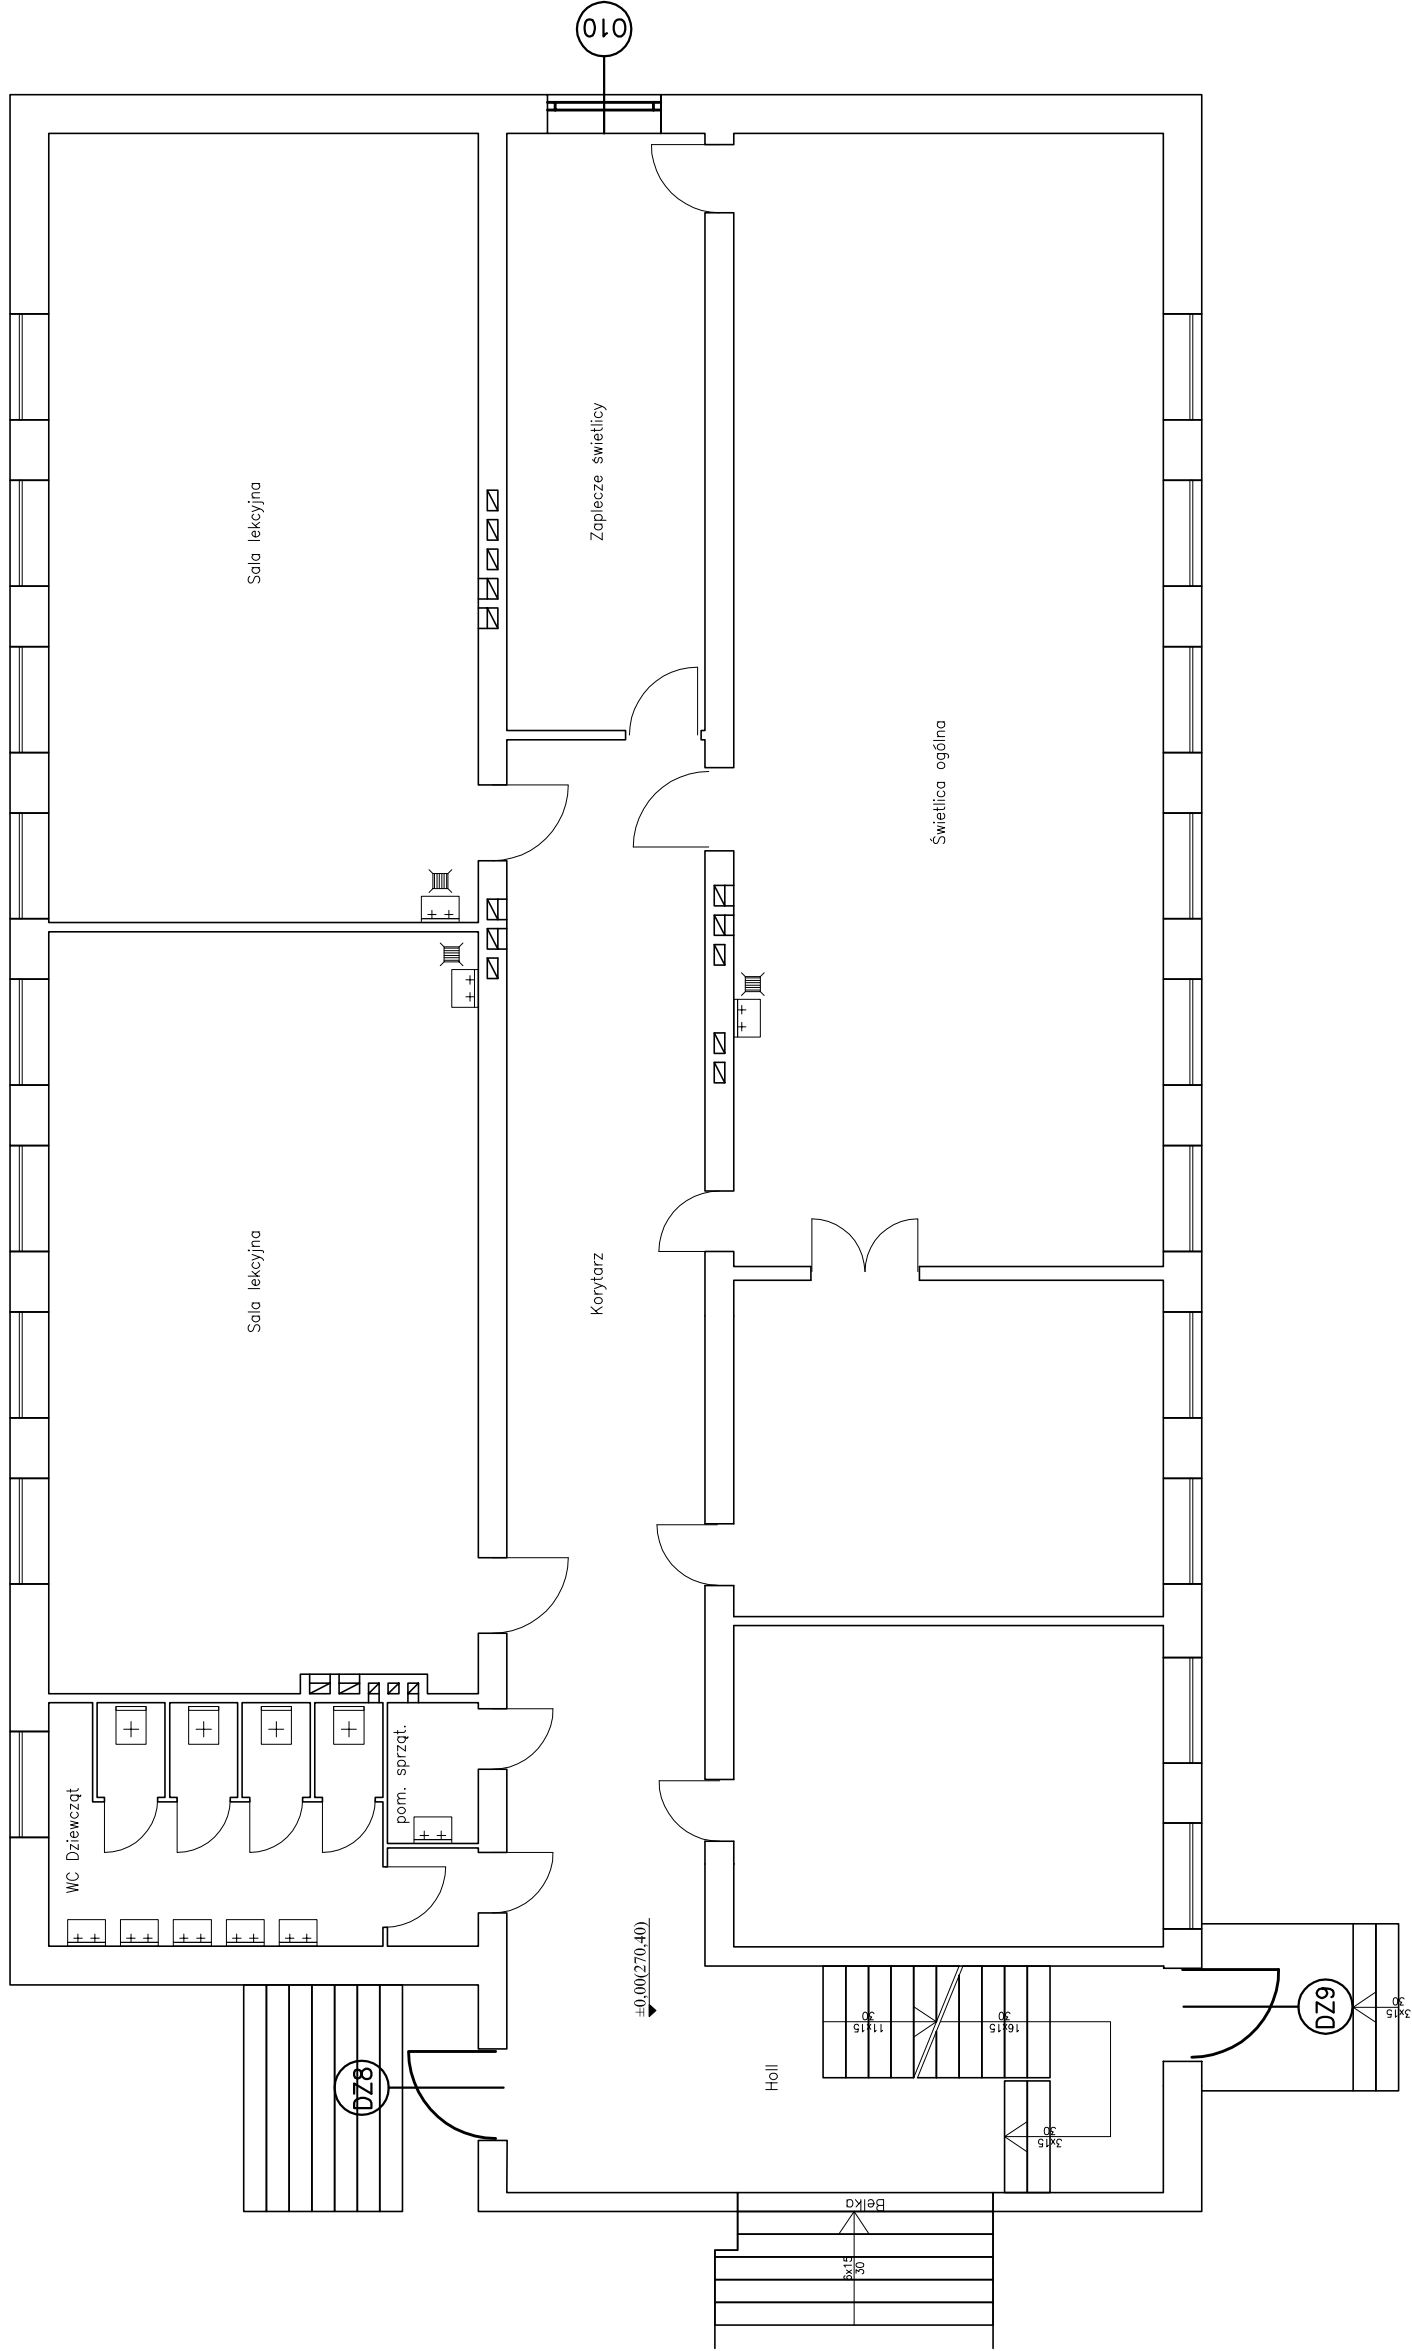 O10
Sala lekcyjna
Zaplecze świetlicy
Świetlica ogólna
Sala lekcyjna
Korytarz
WC Dziewcząt
pom. sprząt.
±0,00(270,40)
11x15
30
16x15
30
3x15
30
Holl
DZ8
DZ9
3x15
30
Belka
6x15
30